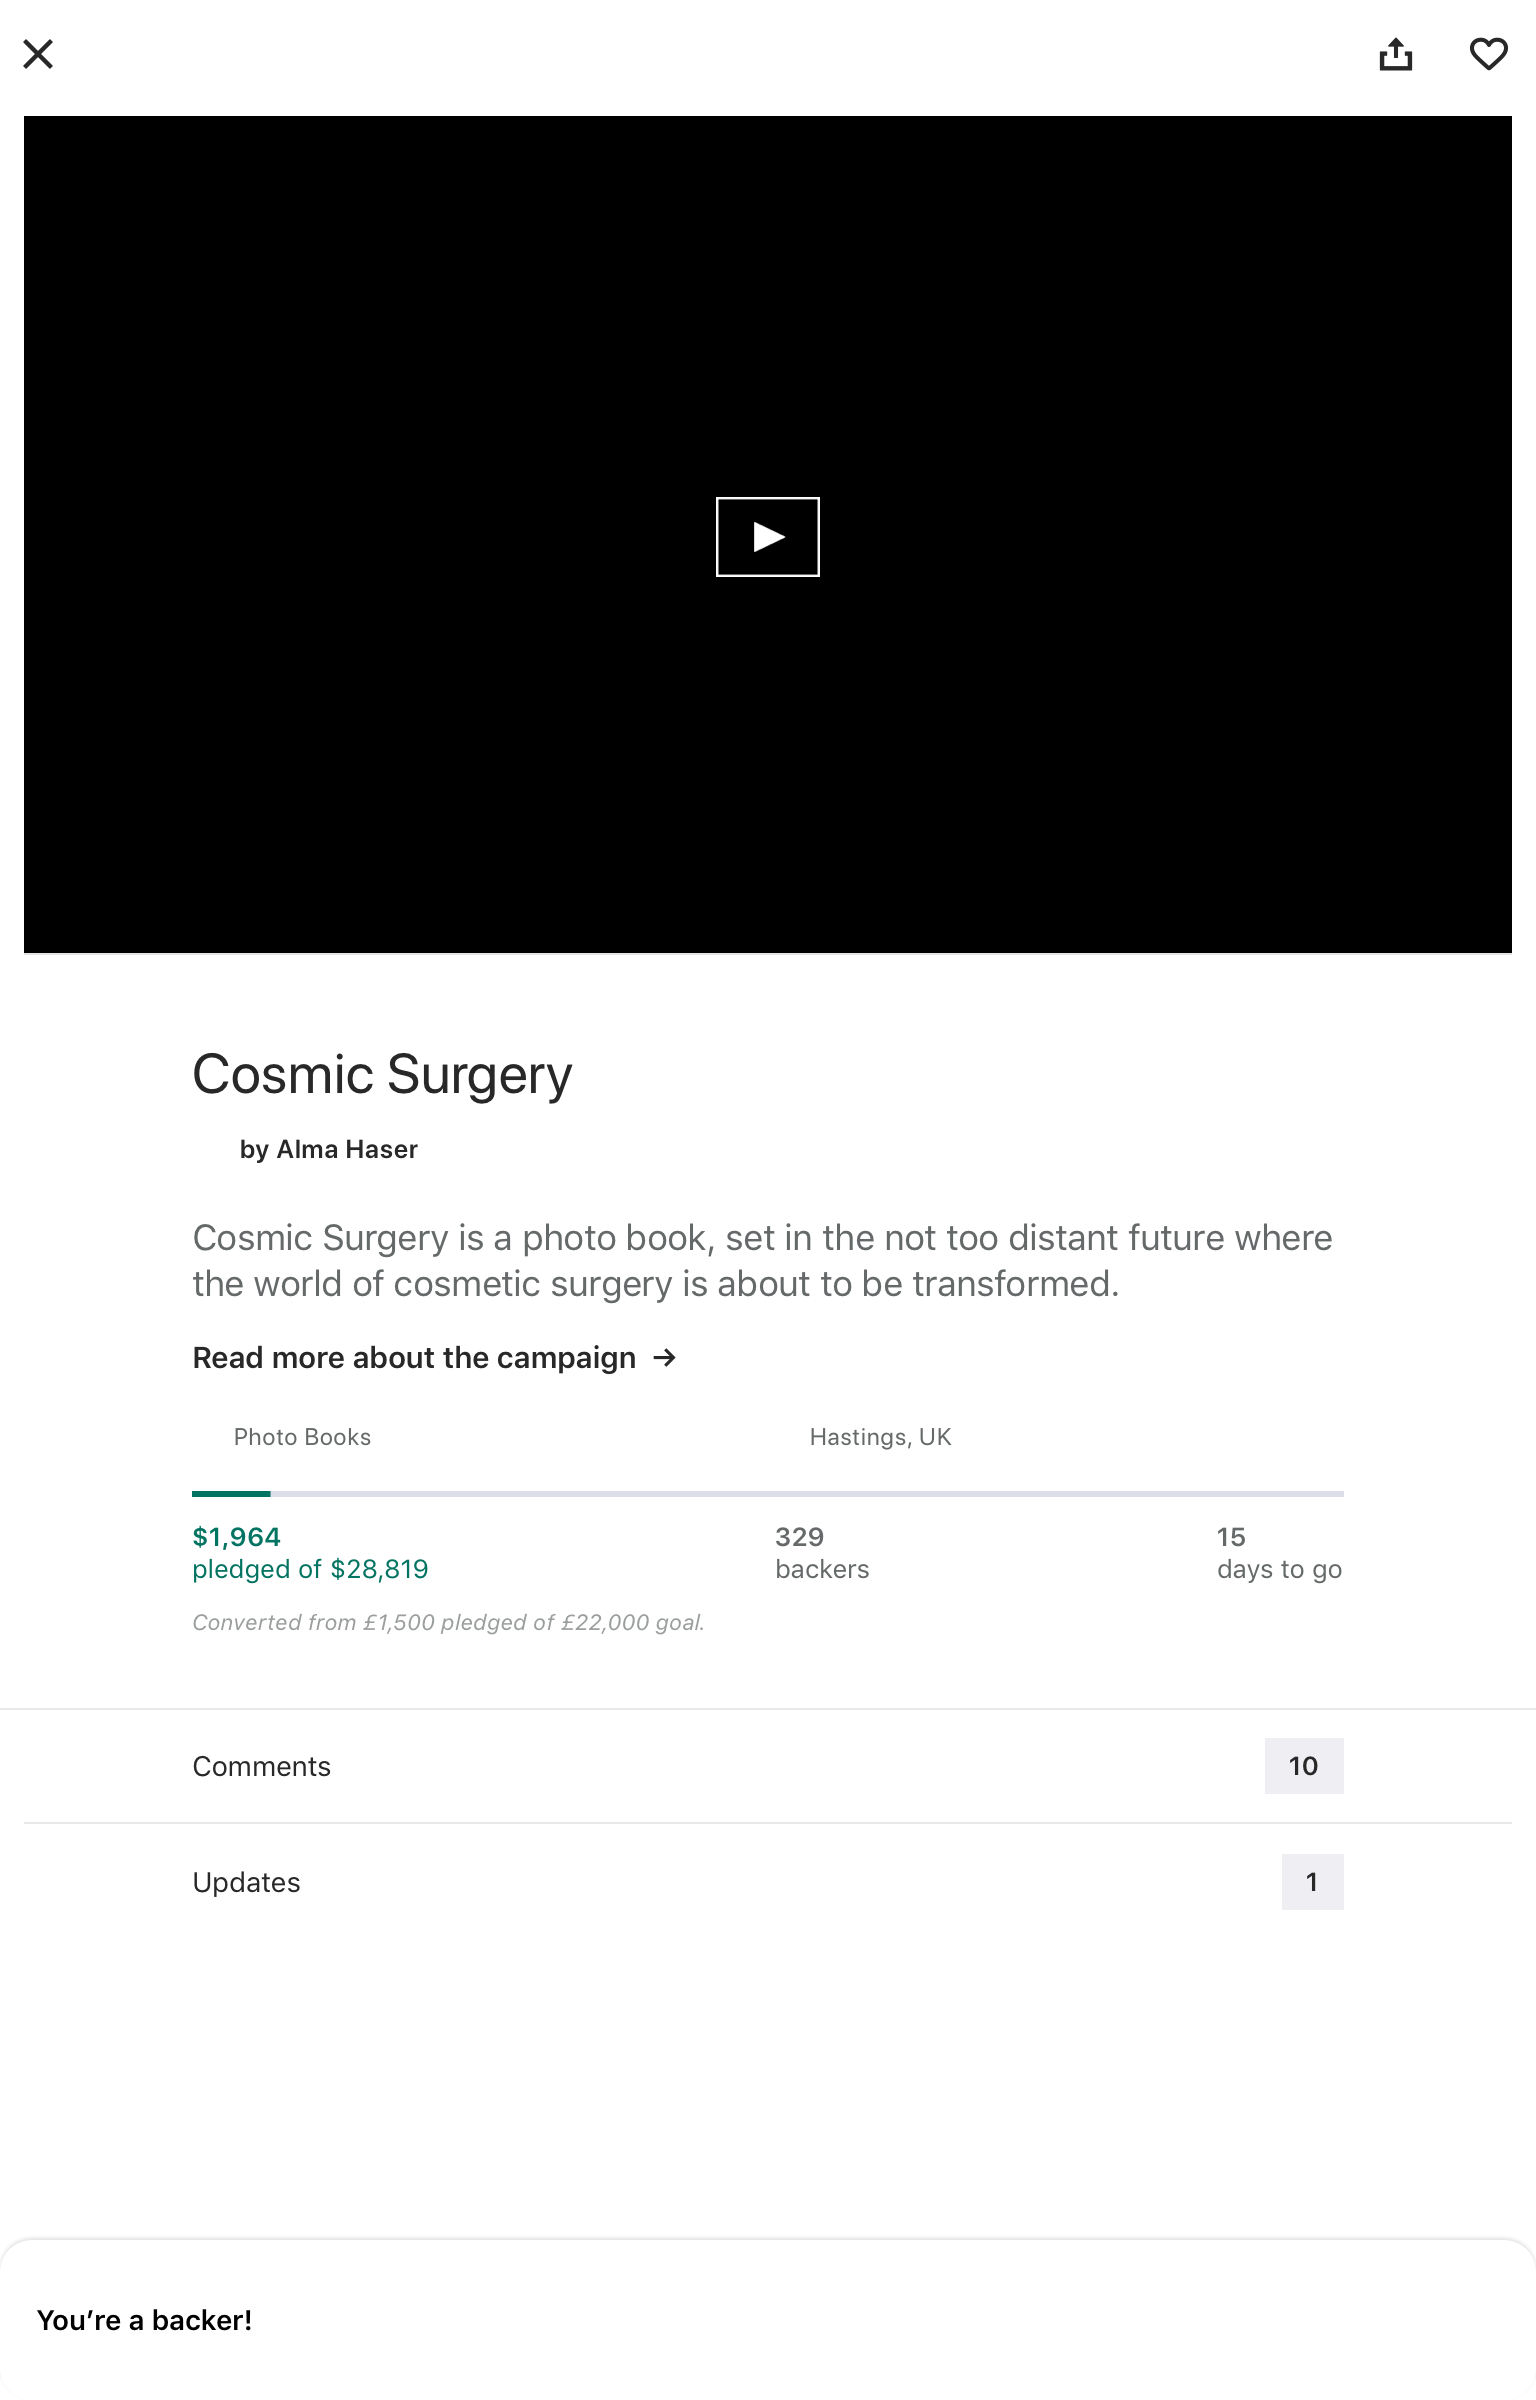 Cosmic Surgery
by Alma Haser
Cosmic Surgery is a photo book, set in the not too distant future where
the world of cosmetic surgery is about to be transformed.
Read more about the campaign →
Photo Books
Hastings, UK
$1,964
pledged of $28,819
329
backers
15
days to go
Converted from £1,500 pledged of £22,000 goal.
Comments
10
Updates
1
You’re a backer!